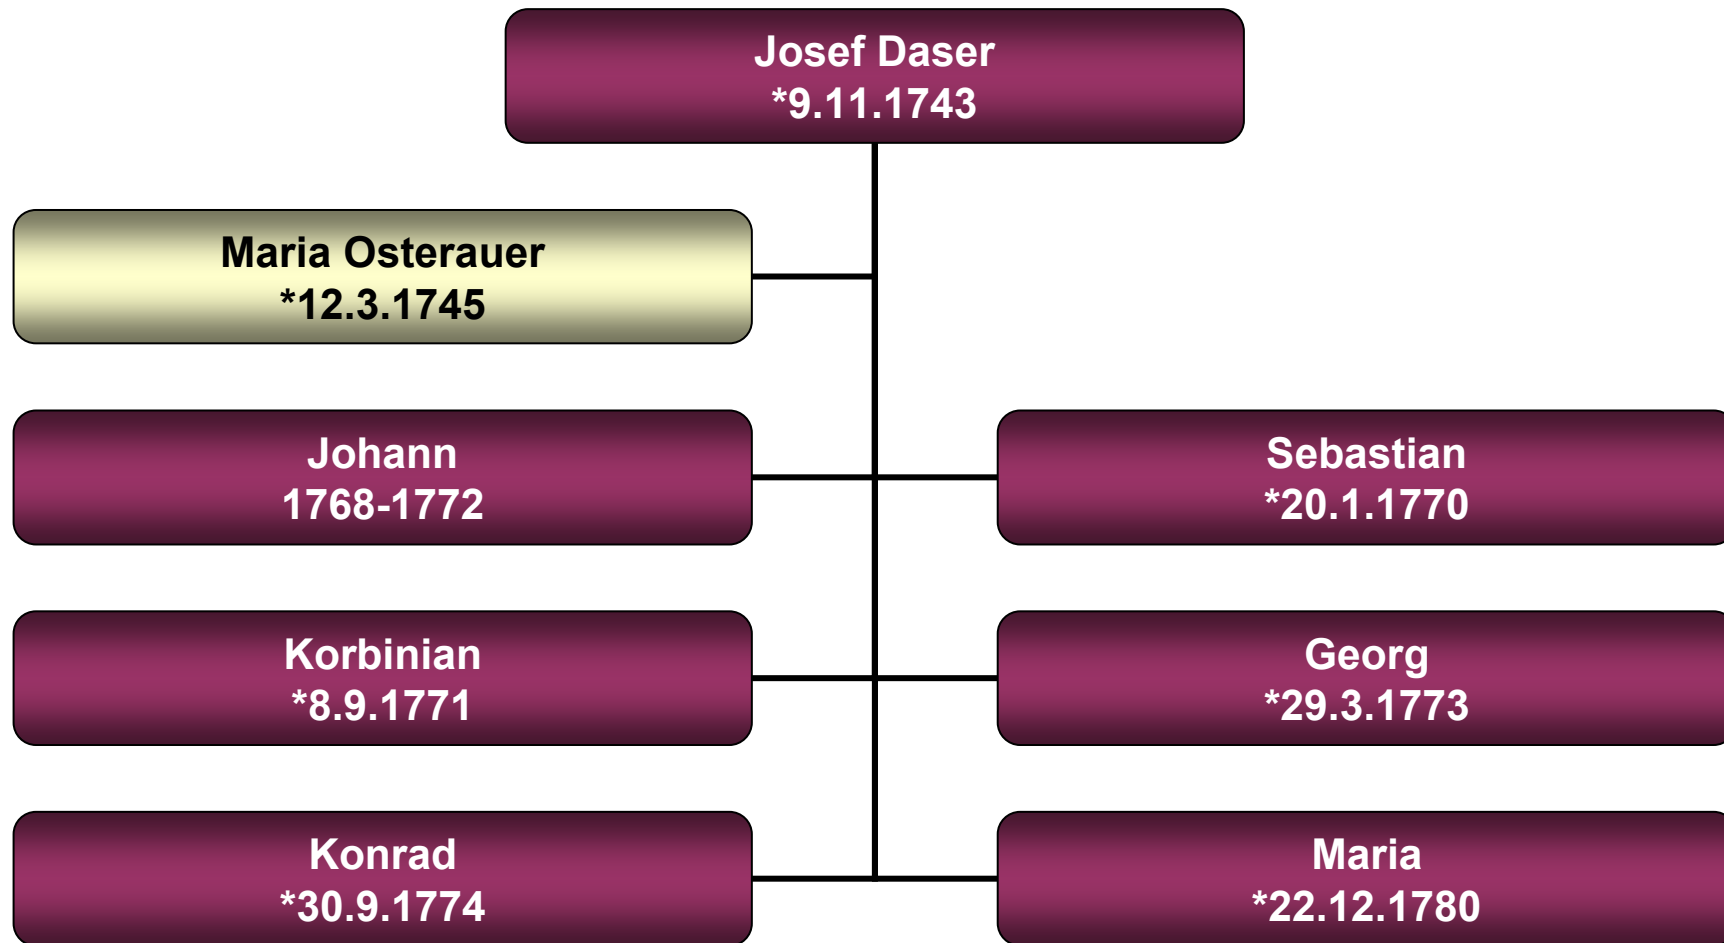 Josef Daser
*9.11.1743
Maria Osterauer
*12.3.1745
Johann
1768-1772
Sebastian
*20.1.1770
Korbinian
*8.9.1771
Georg
*29.3.1773
Konrad
*30.9.1774
Maria
*22.12.1780